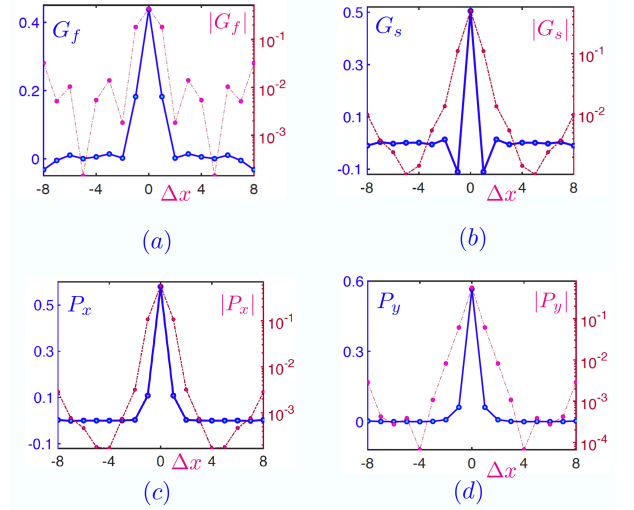 0.4
G_f
|G_f|
10^{-1}
0.2
10^{-2}
10^{-3}
0
-8 -4 0 4 8
Δx
(a)
0.5
G_s
|G_s|
10^{-1}
0.3
0.1
10^{-2}
-0.1
-8 -4 0 4 8
Δx
(b)
0.5
P_x
|P_x|
10^{-1}
0.3
10^{-2}
0.1
10^{-3}
-0.1
-8 -4 0 4 8
Δx
(c)
0.6
P_y
|P_y|
10^{-1}
0.3
10^{-2}
10^{-3}
0
10^{-4}
-8 -4 0 4 8
Δx
(d)